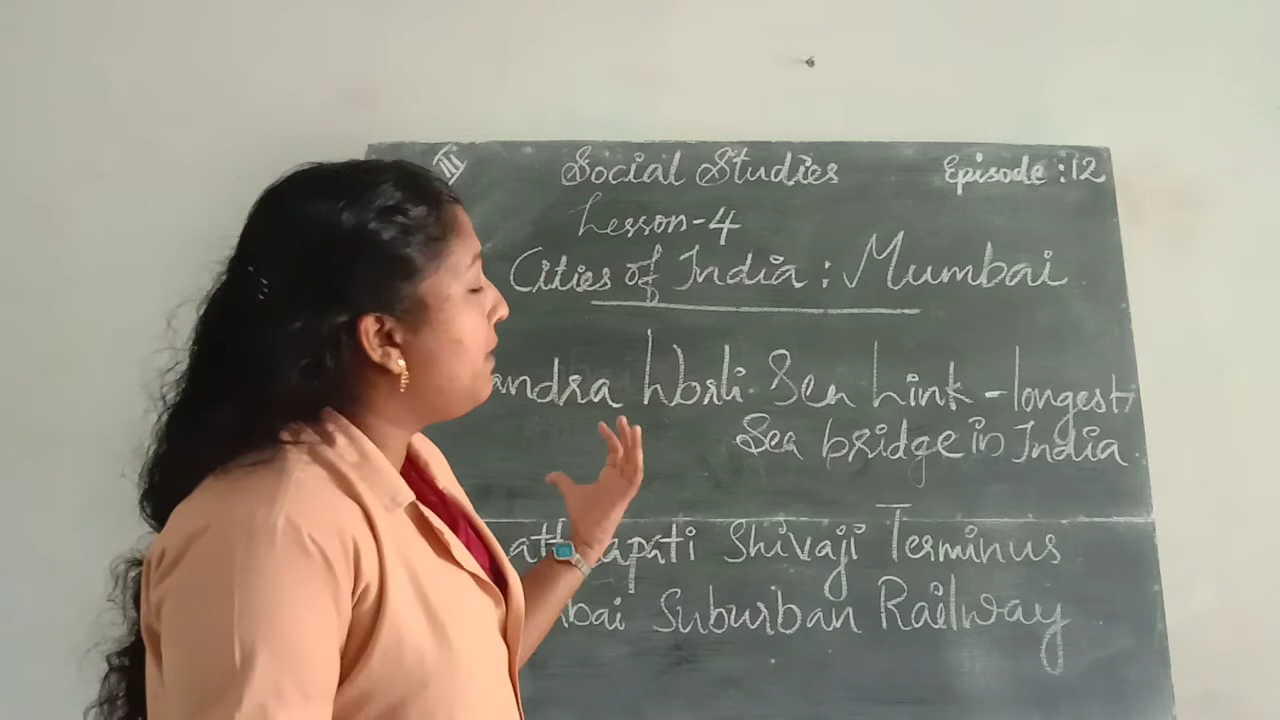 III Social Studies Episode : 12
Lesson-4
Cities of India : Mumbai
andra Worli Sea Link - longest
Sea bridge in India.
Shivaji Terminus
bai Suburban Railway